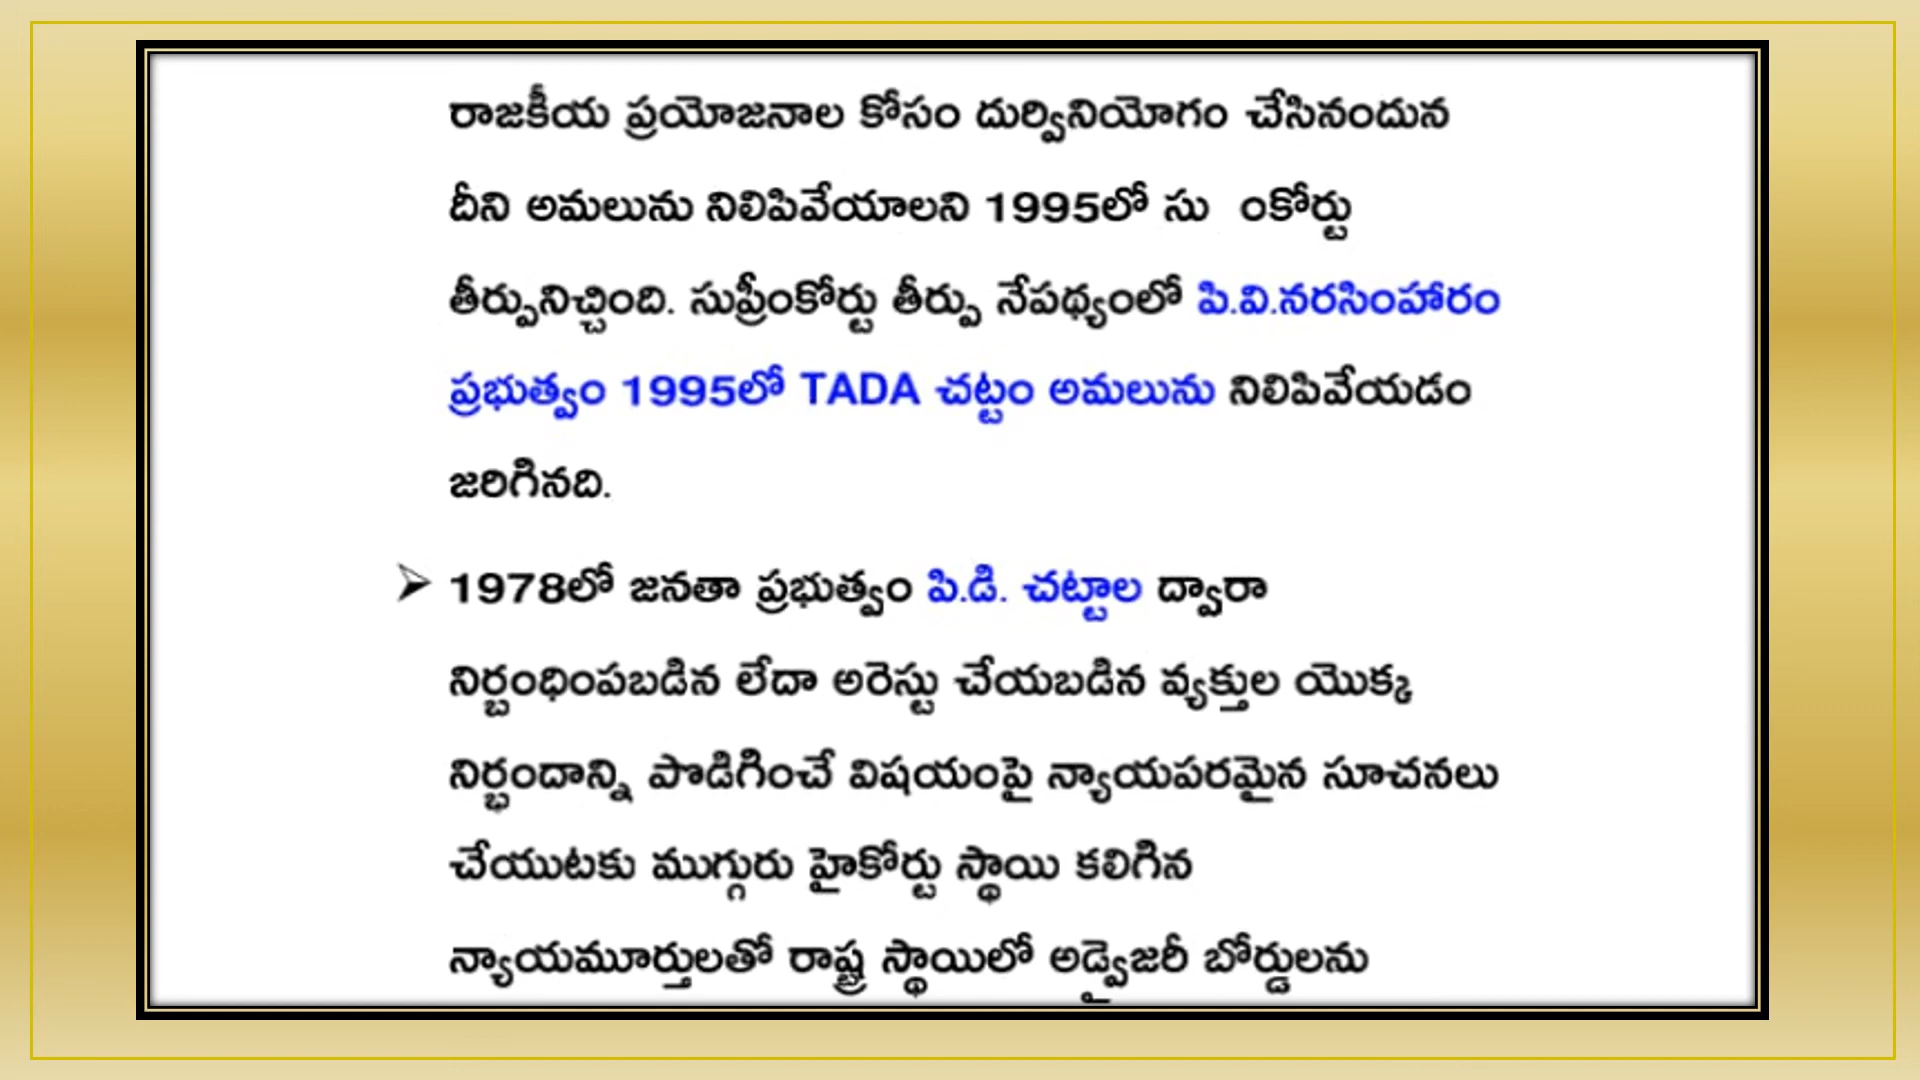 రాజకీయ ప్రయోజనాల కోసం దుర్వినియోగం చేసినందున
దీని అమలును నిలిపివేయాలని 1995లో సు  ంకోర్టు
తీర్పునిచ్చింది. సుప్రీంకోర్టు తీర్పు నేపథ్యంలో పి.వి.నరసింహారం
ప్రభుత్వం 1995లో TADA చట్టం అమలును నిలిపివేయడం
జరిగినది.
➢ 1978లో జనతా ప్రభుత్వం పి.డి. చట్టాల ద్వారా
నిర్బంధింపబడిన లేదా అరెస్టు చేయబడిన వ్యక్తుల యొక్క
నిర్భందాన్ని పొడిగించే విషయంపై న్యాయపరమైన సూచనలు
చేయుటకు ముగ్గురు హైకోర్టు స్థాయి కలిగిన
న్యాయమూర్తులతో రాష్ట్ర స్థాయిలో అడ్వైజరీ బోర్డులను